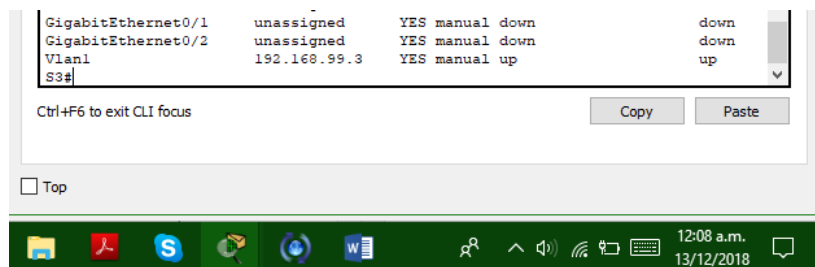 GigabitEthernet0/1 unassigned YES manual down down
GigabitEthernet0/2 unassigned YES manual down down
Vlan1 192.168.99.3 YES manual up up
S3#
Ctrl+F6 to exit CLI focus Copy Paste
Top
12:08 a.m.
13/12/2018